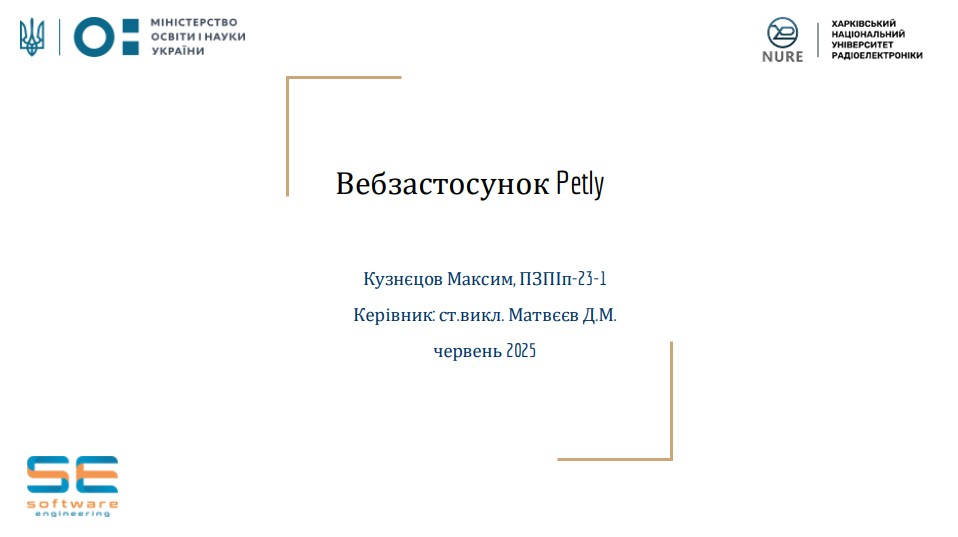 МІНІСТЕРСТВО
ОСВІТИ І НАУКИ
УКРАЇНИ
NURE
ХАРКІВСЬКИЙ
НАЦІОНАЛЬНИЙ
УНІВЕРСИТЕТ
РАДІОЕЛЕКТРОНІКИ
Вебзастосунок Petly
Кузнєцов Максим, ПЗПІп-23-1
Керівник: ст.викл. Матвєєв Д.М.
червень 2025
SE
software
engineering